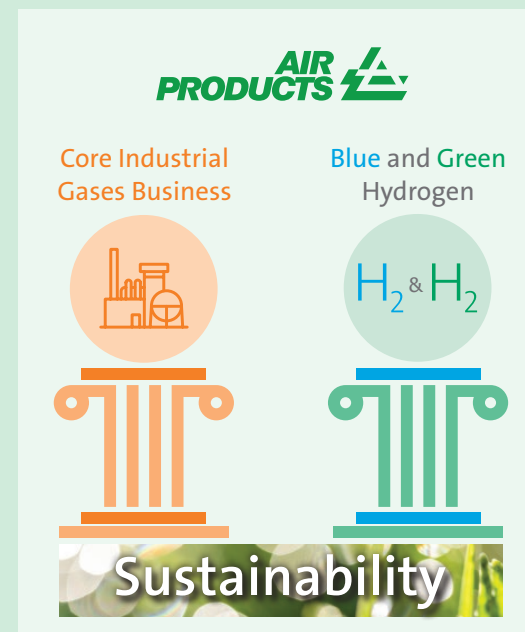 AIR
PRODUCTS
Core Industrial
Gases Business
Blue and Green
Hydrogen
H₂ & H₂
Sustainability